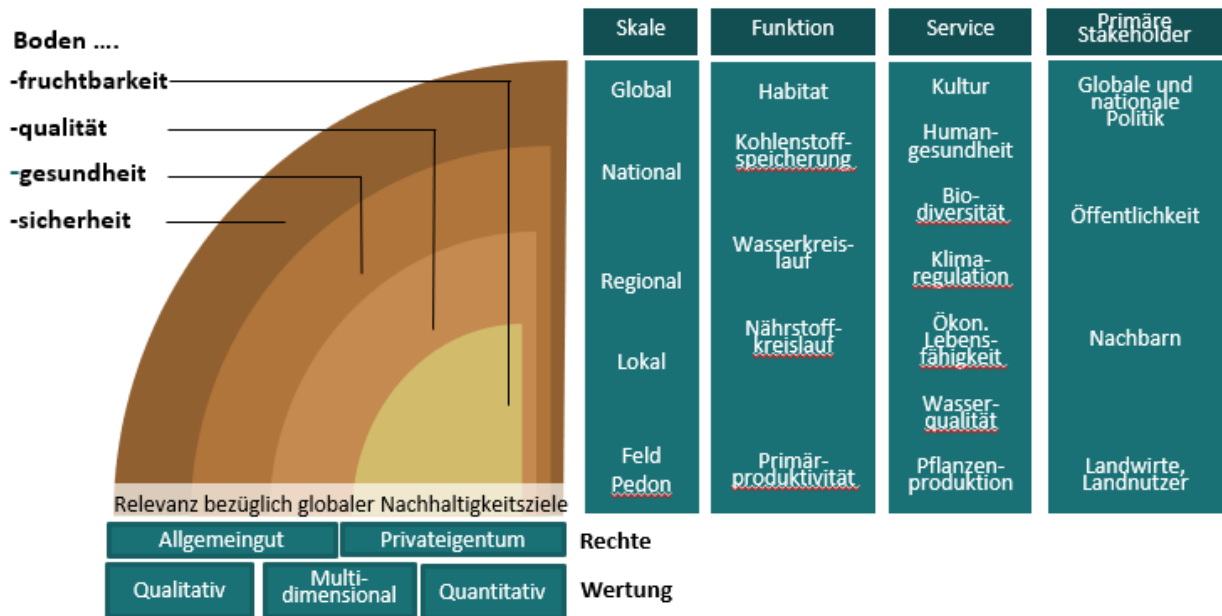 Boden ....
-fruchtbarkeit
-qualität
-gesundheit
-sicherheit
Relevanz bezüglich globaler Nachhaltigkeitsziele
Allgemeingut
Privateigentum
Rechte
Qualitativ
Multi-
dimensional
Quantitativ
Wertung
Skale
Global
National
Regional
Lokal
Feld
Pedon
Funktion
Habitat
Kohlenstoff-
speicherung
Wasserkreis-
lauf
Nährstoff-
kreislauf
Primär-
produktivität
Service
Kultur
Human-
gesundheit
Bio-
diversität
Klima-
regulation
Ökon.
Lebens-
fähigkeit
Wasser-
qualität
Pflanzen-
produktion
Primäre
Stakeholder
Globale und
nationale
Politik
Öffentlichkeit
Nachbarn
Landwirte,
Landnutzer